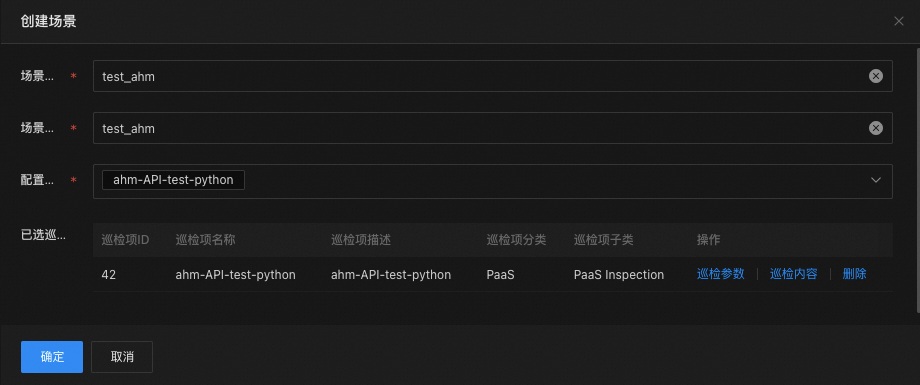 创建场景
场景... * test_ahm
场景... * test_ahm
配置... * ahm-API-test-python
已选巡...
巡检项ID 巡检项名称 巡检项描述 巡检项分类 巡检项子类 操作
42 ahm-API-test-python ahm-API-test-python PaaS PaaS Inspection 巡检参数 巡检内容 删除
确定 取消